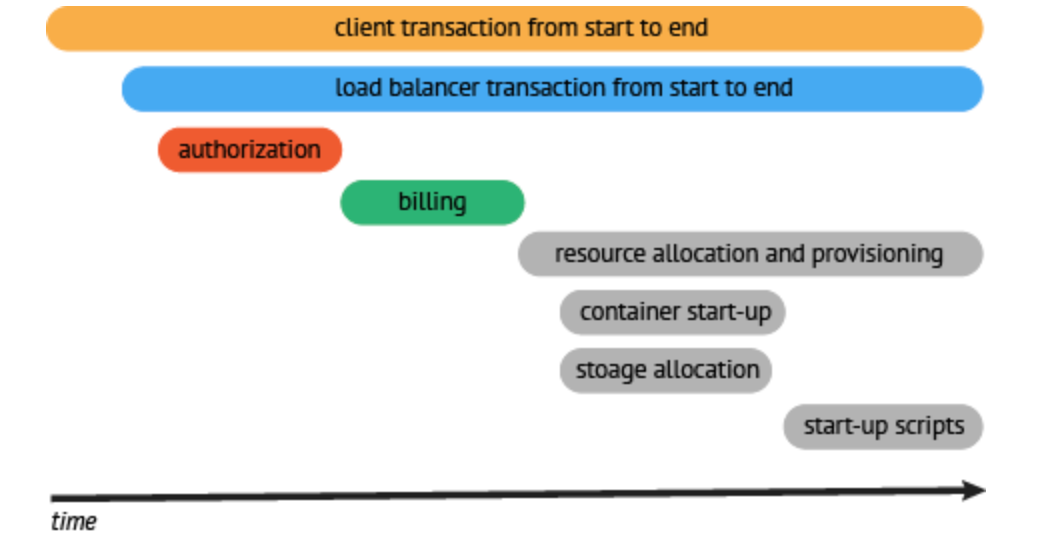 client transaction from start to end
load balancer transaction from start to end
authorization
billing
resource allocation and provisioning
container start-up
stoage allocation
start-up scripts
time